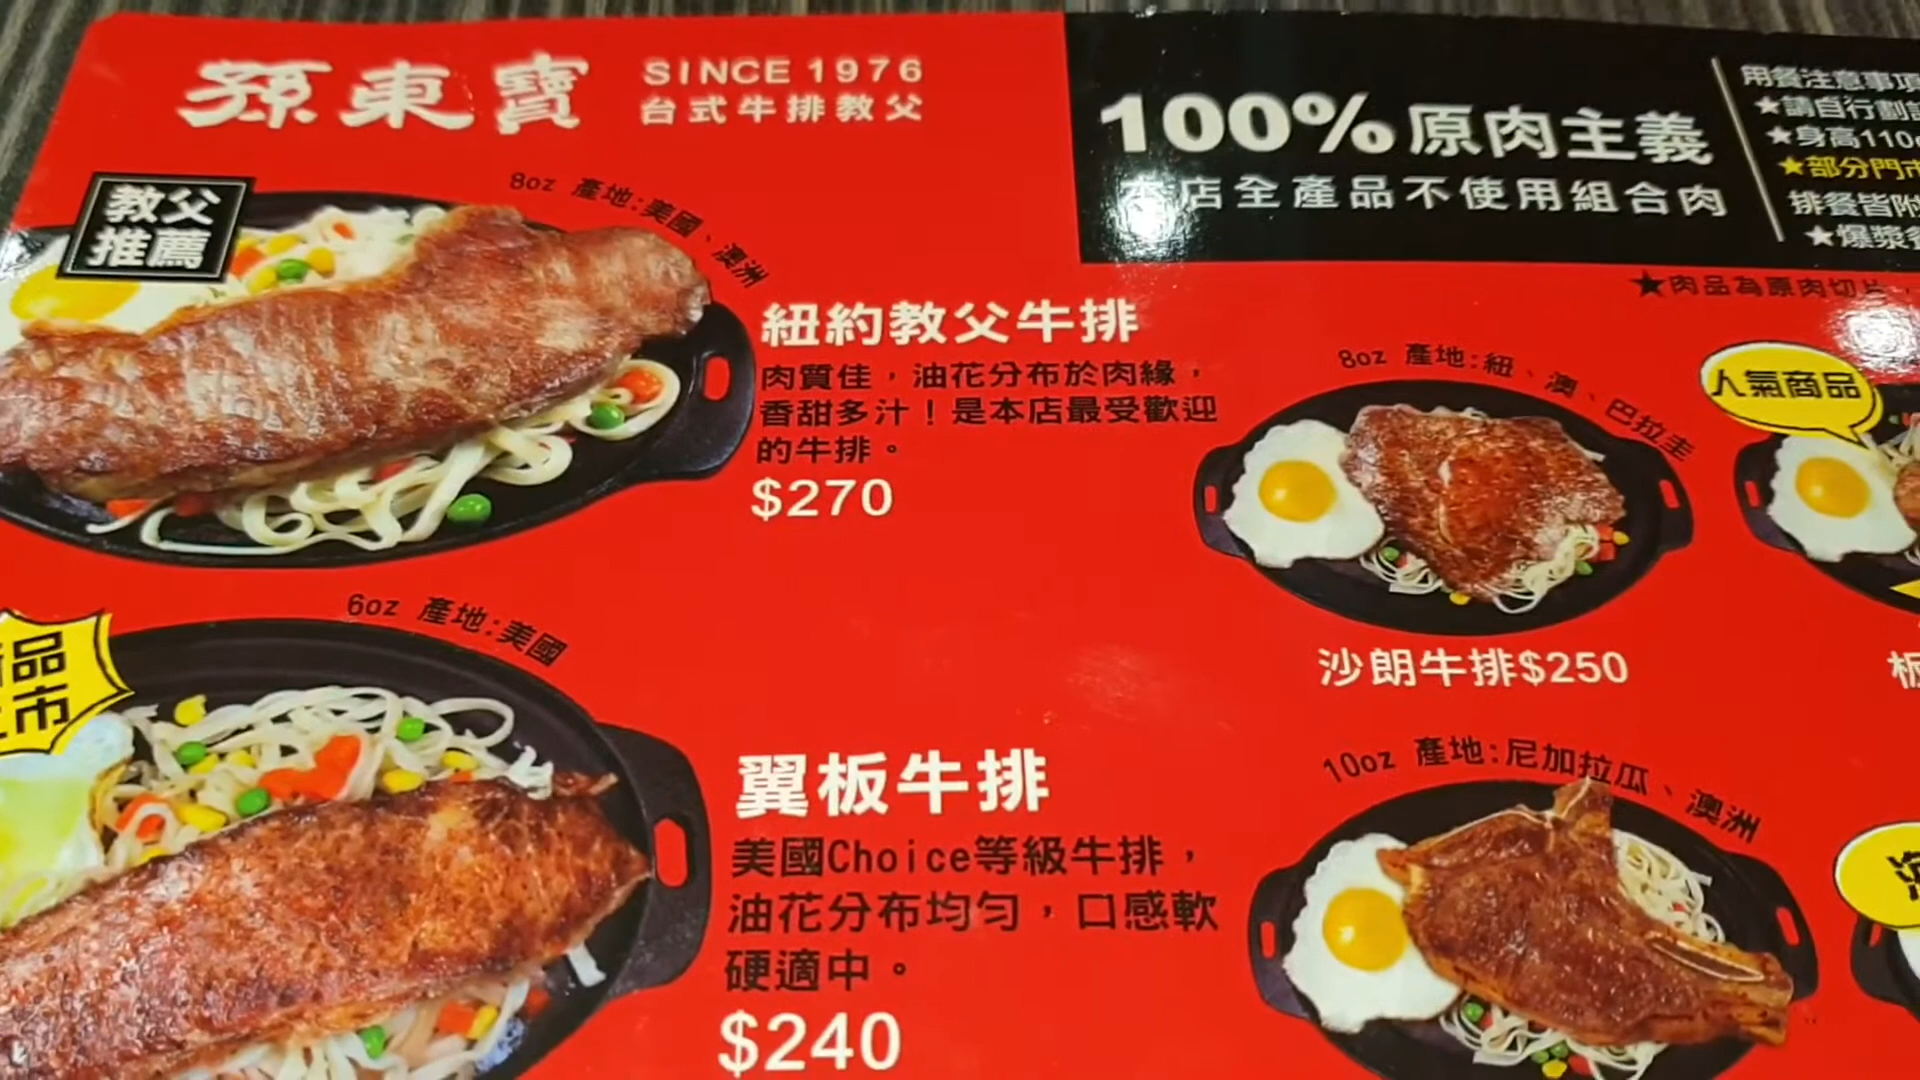 孫東寶
SINCE 1976
台式牛排教父
100%原肉主義
本店全產品不使用組合肉
用餐注意事項
★請自行劃
★身高110
★部分門市
排餐皆附
★爆漿
★肉品為原肉切片，
教父
推薦
8oz 產地:美國、澳洲
紐約教父牛排
肉質佳，油花分布於肉緣，
香甜多汁！是本店最受歡迎
的牛排。
$270
8oz 產地:紐、澳、巴拉圭
沙朗牛排$250
人氣商品
板
品
市
6oz 產地:美國
翼板牛排
美國Choice等級牛排，
油花分布均勻，口感軟
硬適中。
$240
10oz 產地:尼加拉瓜、澳洲